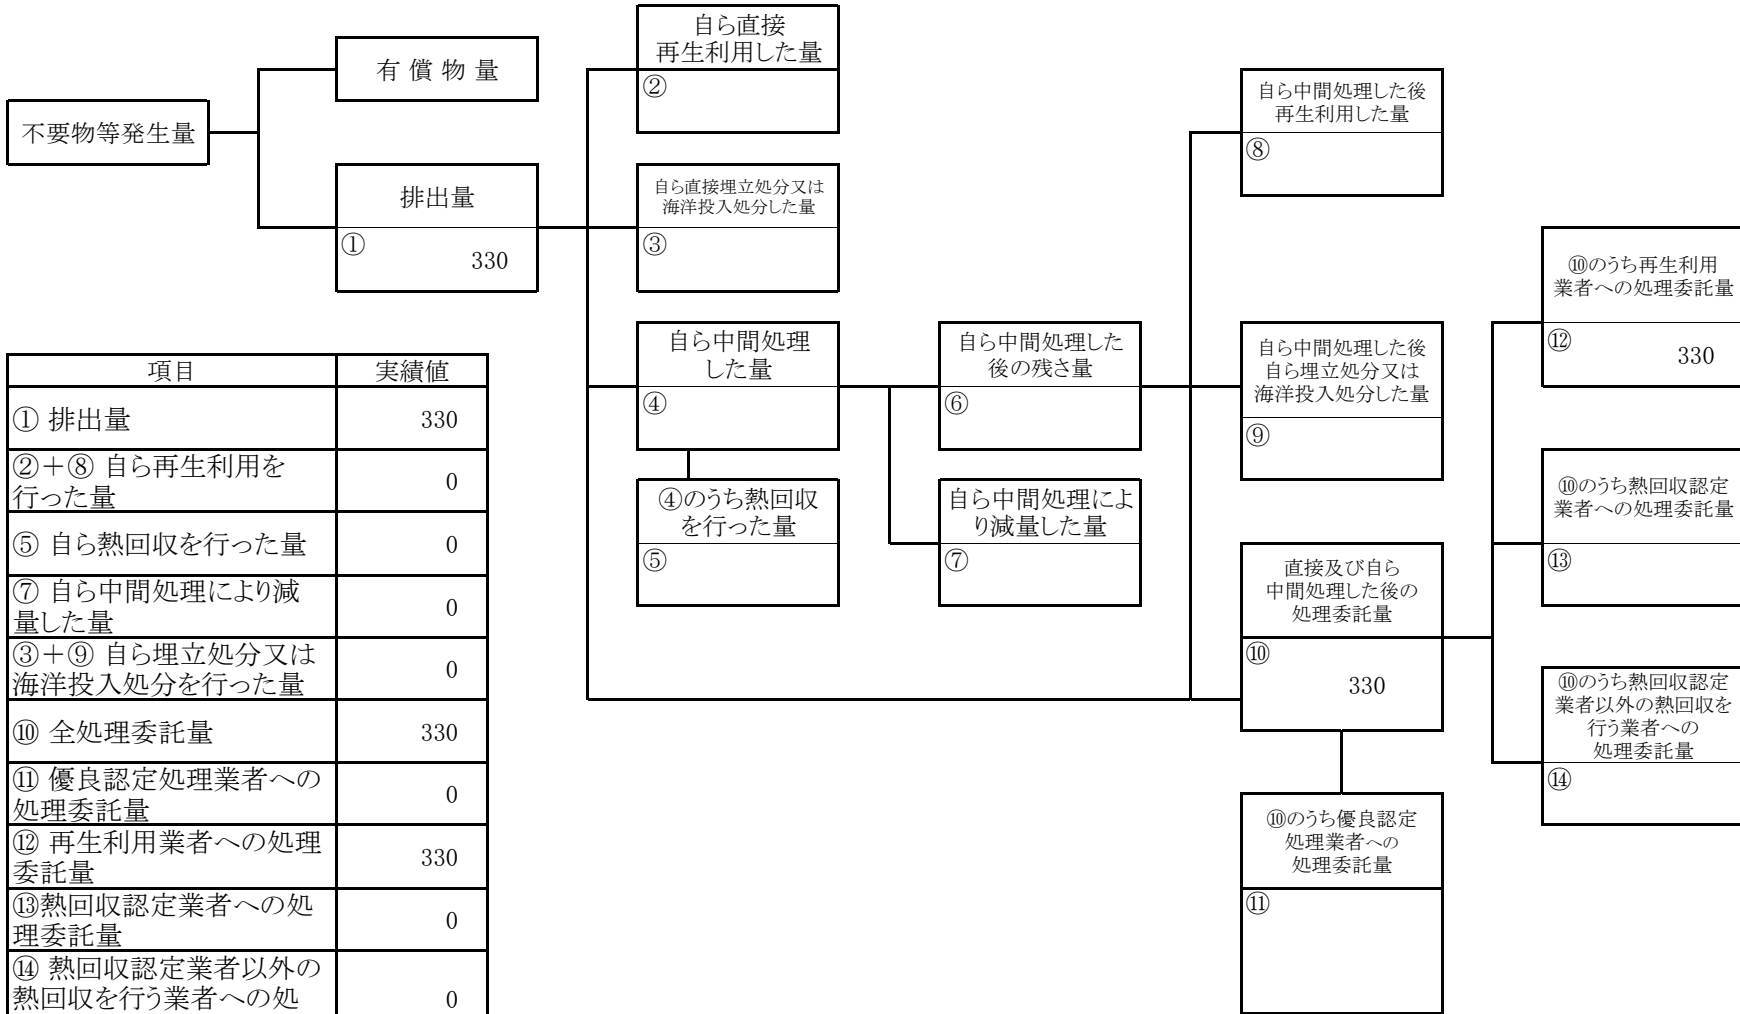 不要物等発生量
有 償 物 量
排出量
①
330
自ら直接
再生利用した量
②
自ら直接埋立処分又は
海洋投入処分した量
③
自ら中間処理
した量
④
④のうち熱回収
を行った量
⑤
自ら中間処理した
後の残さ量
⑥
自ら中間処理によ
り減量した量
⑦
自ら中間処理した後
再生利用した量
⑧
自ら中間処理した後
自ら埋立処分又は
海洋投入処分した量
⑨
直接及び自ら
中間処理した後の
処理委託量
⑩
330
⑩のうち優良認定
処理業者への
処理委託量
⑪
⑩のうち再生利用
業者への処理委託量
⑫
330
⑩のうち熱回収認定
業者への処理委託量
⑬
⑩のうち熱回収認定
業者以外の熱回収を
行う業者への
処理委託量
⑭
項目 実績値
① 排出量 330
②＋⑧ 自ら再生利用を
行った量 0
⑤ 自ら熱回収を行った量 0
⑦ 自ら中間処理により減
量した量 0
③＋⑨ 自ら埋立処分又は
海洋投入処分を行った量 0
⑩ 全処理委託量 330
⑪ 優良認定処理業者への
処理委託量 0
⑫ 再生利用業者への処理
委託量 330
⑬熱回収認定業者への処
理委託量 0
⑭ 熱回収認定業者以外の
熱回収を行う業者への処 0